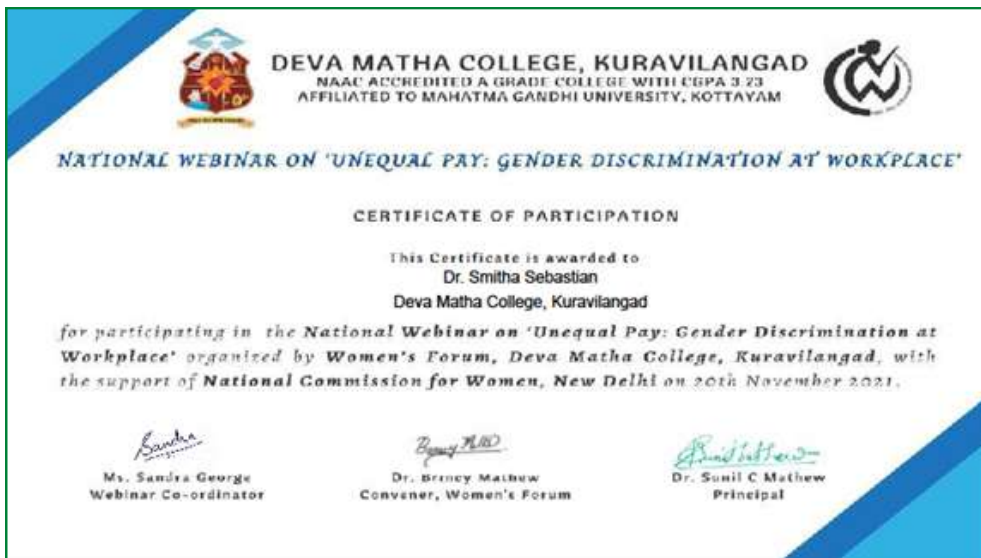 DEVA MATHA COLLEGE, KURAVILANGAD
NAAC ACCREDITED A GRADE COLLEGE WITH CGPA 3.23
AFFILIATED TO MAHATMA GANDHI UNIVERSITY, KOTTAYAM
NATIONAL WEBINAR ON 'UNEQUAL PAY: GENDER DISCRIMINATION AT WORKPLACE'
CERTIFICATE OF PARTICIPATION
This Certificate is awarded to
Dr. Smitha Sebastian
Deva Matha College, Kuravilangad
for participating in the National Webinar on 'Unequal Pay: Gender Discrimination at
Workplace' organized by Women's Forum, Deva Matha College, Kuravilangad, with
the support of National Commission for Women, New Delhi on 20th November 2021.
Sandra
Ms. Sandra George
Webinar Co-ordinator
Dr. Mathew
Convener, Women's Forum
Dr. Sunil C Mathew
Principal